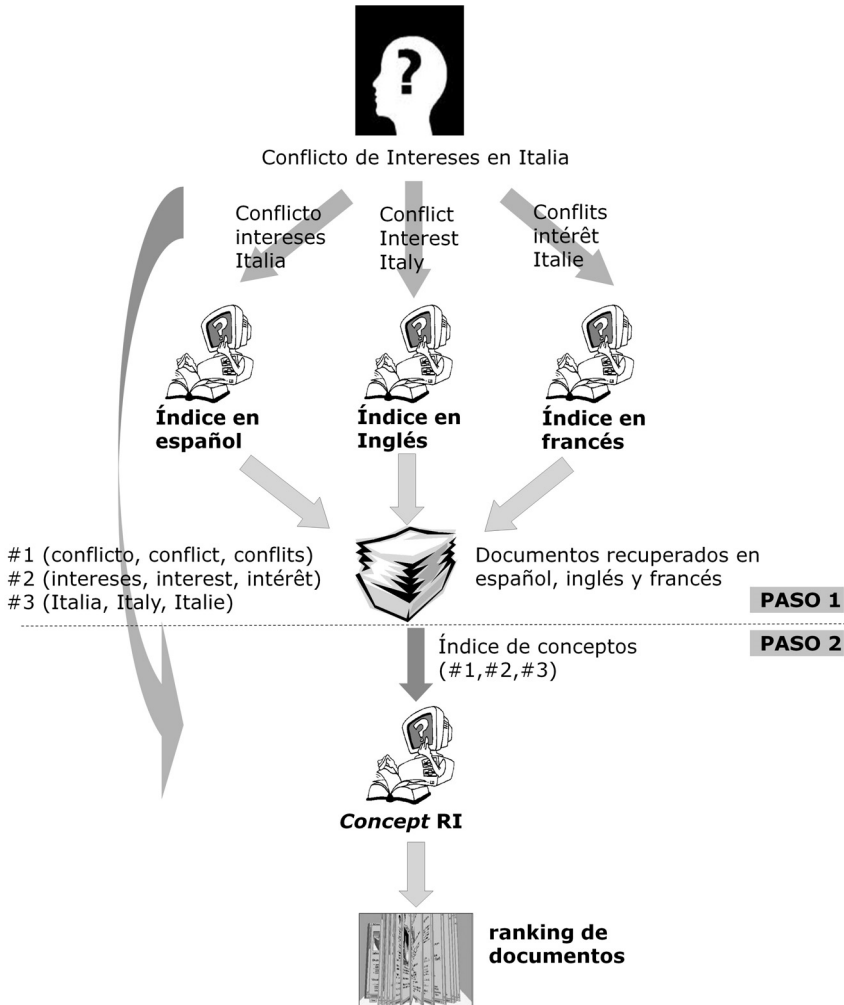 ?
Conflicto de Intereses en Italia
Conflicto
intereses
Italia
Conflict
Interest
Italy
Conflits
intérêt
Italie
?
?
?
Índice en
español
Índice en
Inglés
Índice en
francés
#1 (conflicto, conflict, conflits)
#2 (intereses, interest, intérêt)
#3 (Italia, Italy, Italie)
Documentos recuperados en
español, inglés y francés
PASO 1
PASO 2
Índice de conceptos
(#1,#2,#3)
?
Concept RI
ranking de
documentos